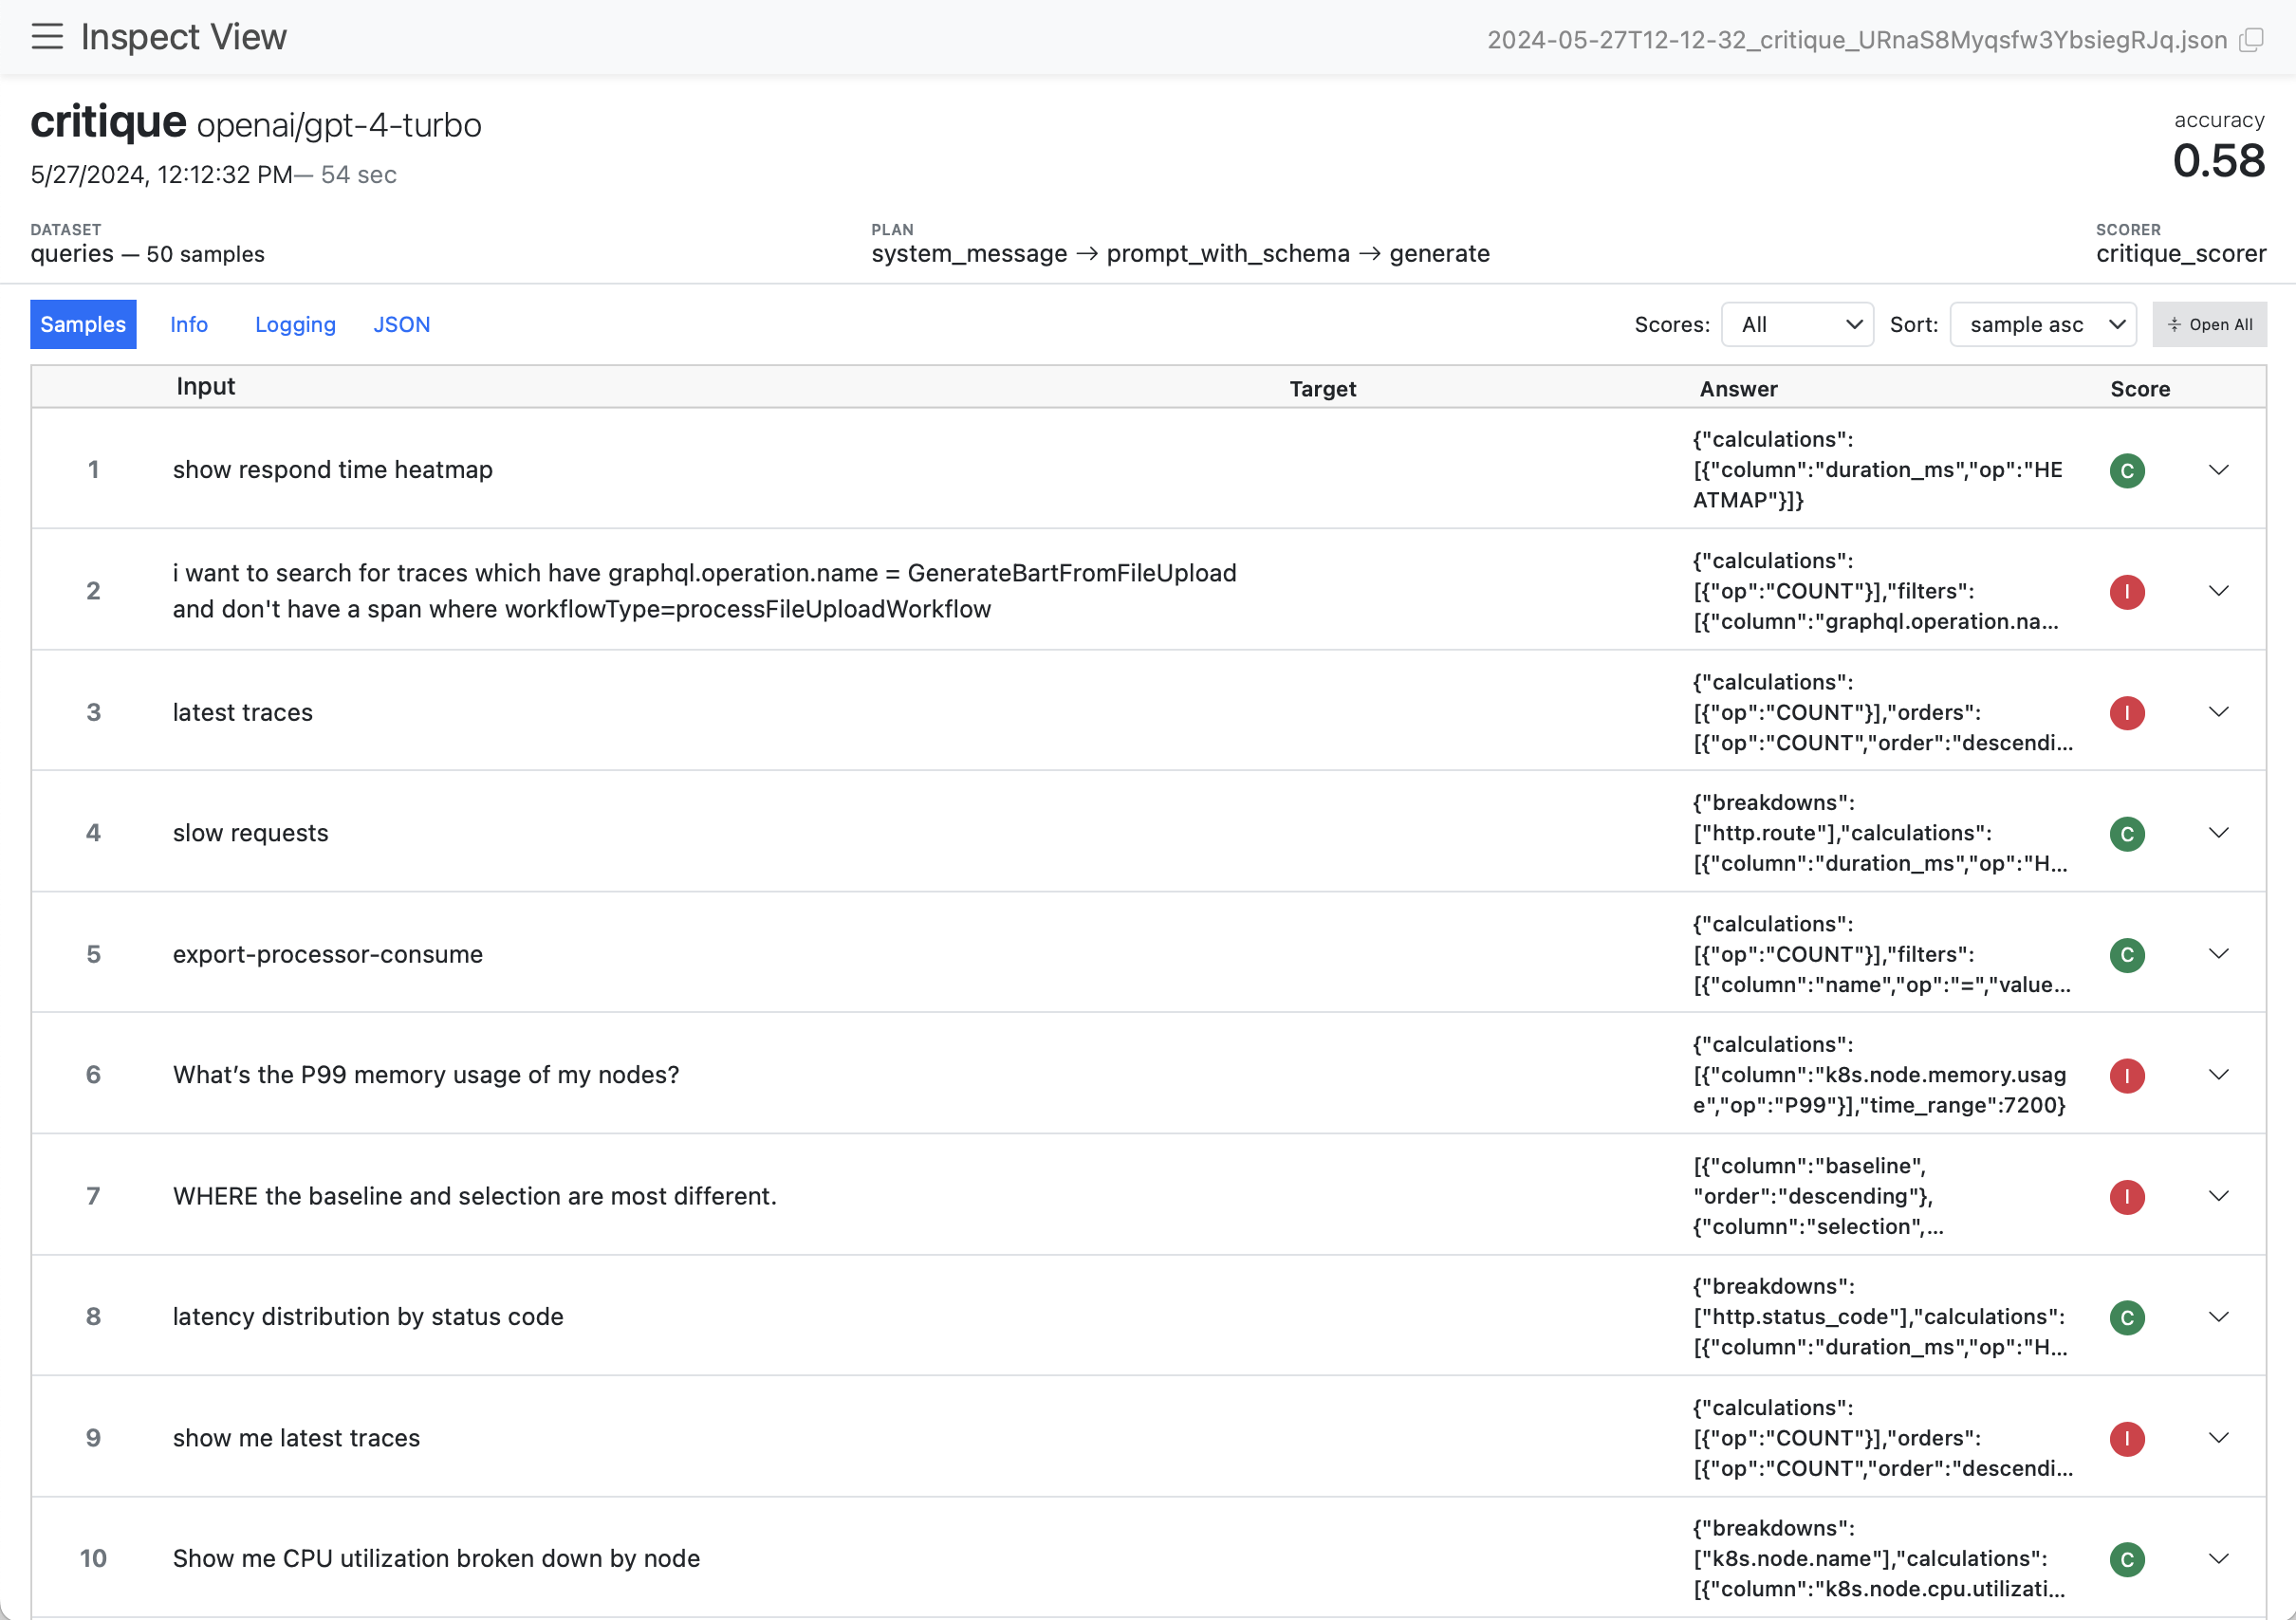 Inspect View
2024-05-27T12-12-32_critique_URnaS8Myqsfw3YbsiegRJq.json
critique openai/gpt-4-turbo
5/27/2024, 12:12:32 PM— 54 sec
accuracy
0.58
DATASET
queries — 50 samples
PLAN
system_message → prompt_with_schema → generate
SCORER
critique_scorer
Samples Info Logging JSON
Scores: All Sort: sample asc Open All
Input Target Answer Score
1
show respond time heatmap
{"calculations":
[{"column":"duration_ms","op":"HE
ATMAP"}]}
C
2
i want to search for traces which have graphql.operation.name = GenerateBartFromFileUpload
and don't have a span where workflowType=processFileUploadWorkflow
{"calculations":
[{"op":"COUNT"}],"filters":
[{"column":"graphql.operation.na...
I
3
latest traces
{"calculations":
[{"op":"COUNT"}],"orders":
[{"op":"COUNT","order":"descendi...
I
4
slow requests
{"breakdowns":
["http.route"],"calculations":
[{"column":"duration_ms","op":"H...
C
5
export-processor-consume
{"calculations":
[{"op":"COUNT"}],"filters":
[{"column":"name","op":"=","value...
C
6
What’s the P99 memory usage of my nodes?
{"calculations":
[{"column":"k8s.node.memory.usag
e","op":"P99"}],"time_range":7200}
I
7
WHERE the baseline and selection are most different.
[{"column":"baseline",
"order":"descending"},
{"column":"selection",...
I
8
latency distribution by status code
{"breakdowns":
["http.status_code"],"calculations":
[{"column":"duration_ms","op":"H...
C
9
show me latest traces
{"calculations":
[{"op":"COUNT"}],"orders":
[{"op":"COUNT","order":"descendi...
I
10
Show me CPU utilization broken down by node
{"breakdowns":
["k8s.node.name"],"calculations":
[{"column":"k8s.node.cpu.utilizati...
C